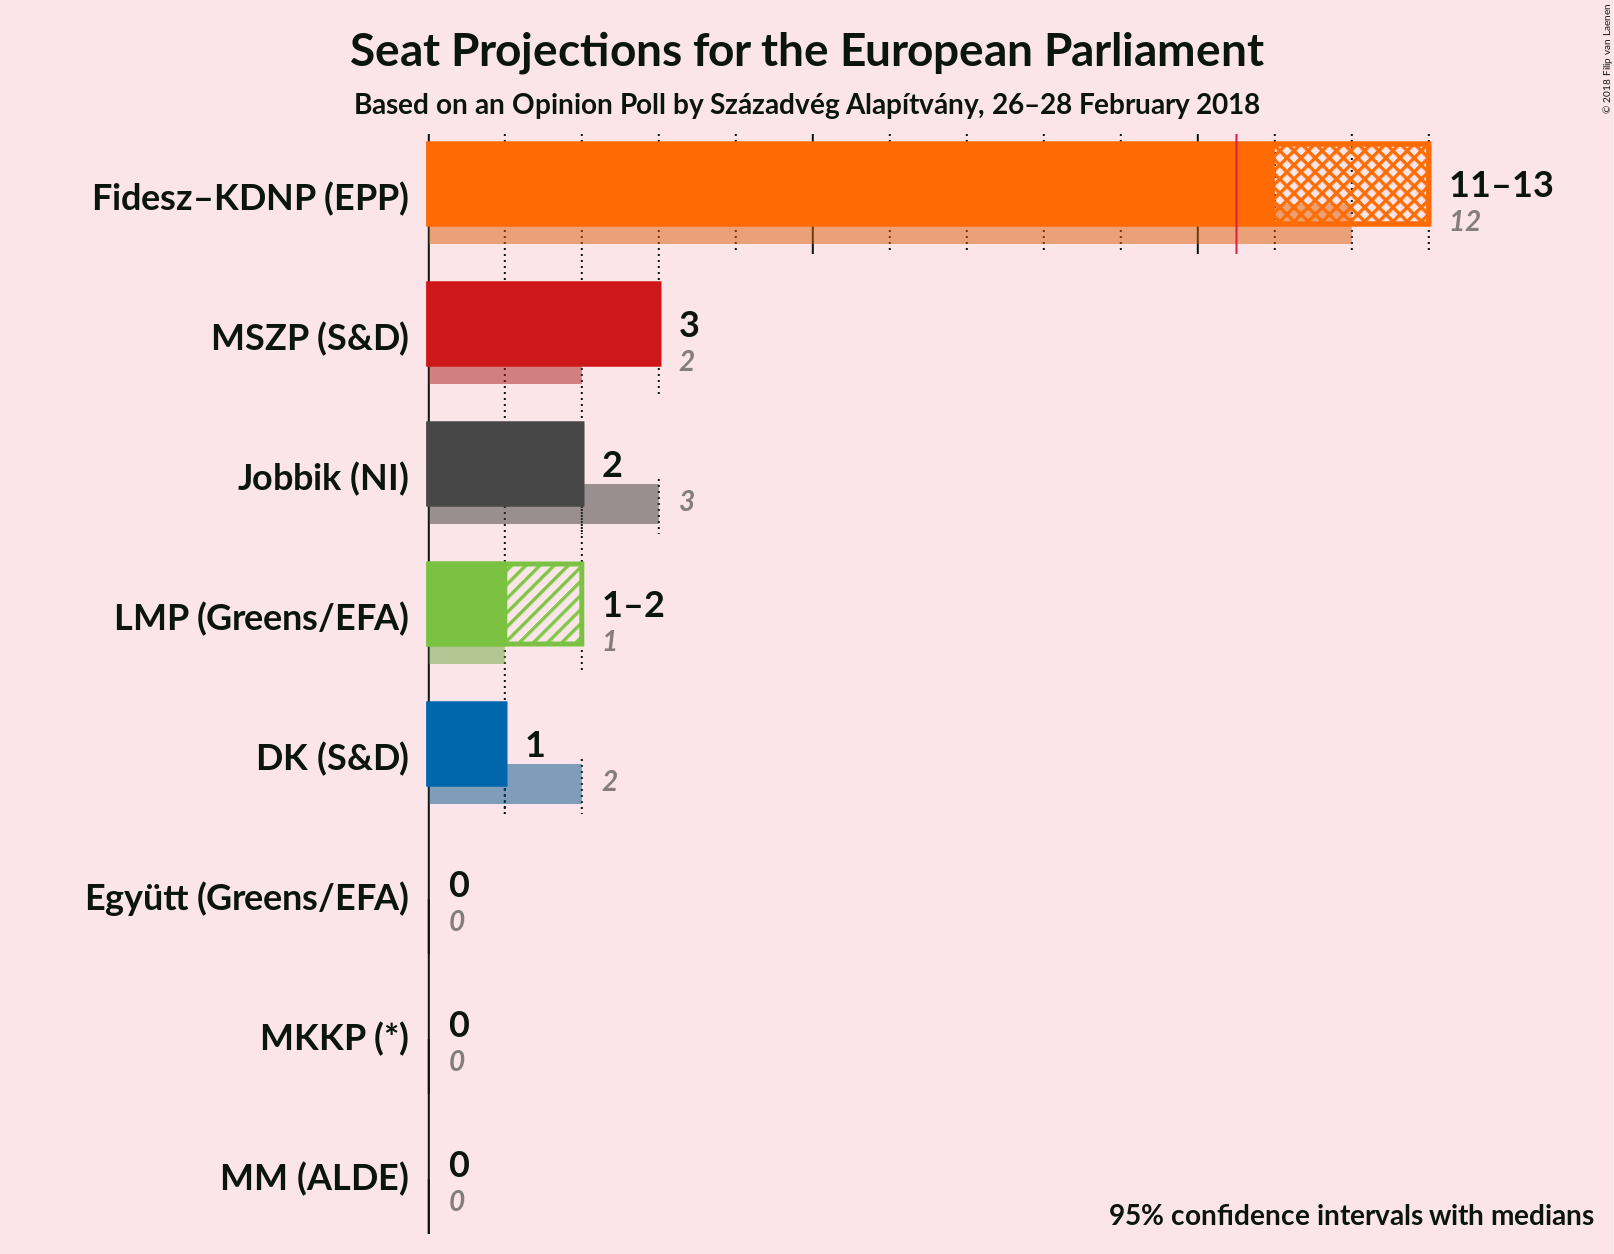 Seat Projections for the European Parliament
Based on an Opinion Poll by Századvég Alapítvány, 26–28 February 2018
© 2018 Filip van Laenen
Fidesz–KDNP (EPP)
11–13
12
MSZP (S&D)
3
2
Jobbik (NI)
2
3
LMP (Greens/EFA)
1–2
1
DK (S&D)
1
2
Együtt (Greens/EFA)
0
0
MKKP (*)
0
0
MM (ALDE)
0
0
95% confidence intervals with medians